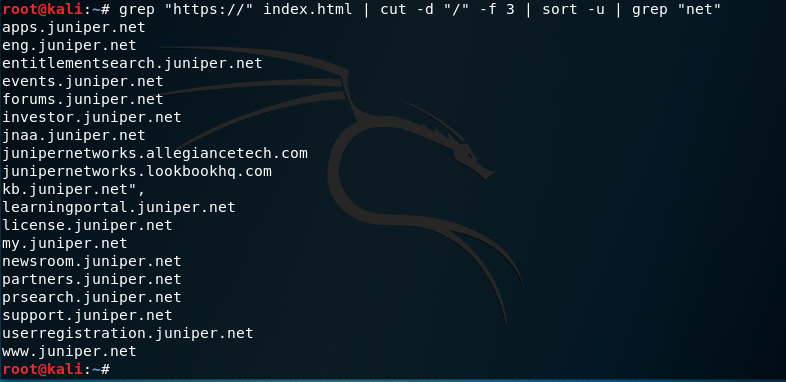 root@kali:~# grep "https://" index.html | cut -d "/" -f 3 | sort -u | grep "net"
apps.juniper.net
eng.juniper.net
entitlementsearch.juniper.net
events.juniper.net
forums.juniper.net
investor.juniper.net
jnaa.juniper.net
junipernetworks.allegiancetech.com
junipernetworks.lookbookhq.com
kb.juniper.net",
learningportal.juniper.net
license.juniper.net
my.juniper.net
newsroom.juniper.net
partners.juniper.net
prsearch.juniper.net
support.juniper.net
userregistration.juniper.net
www.juniper.net
root@kali:~#